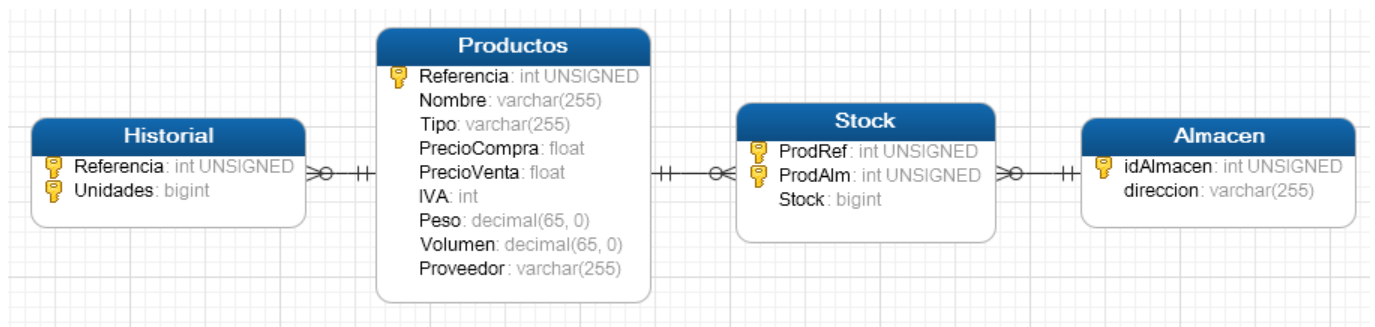 Historial
Referencia: int UNSIGNED
Unidades: bigint
Productos
Referencia: int UNSIGNED
Nombre: varchar(255)
Tipo: varchar(255)
PrecioCompra: float
PrecioVenta: float
IVA: int
Peso: decimal(65, 0)
Volumen: decimal(65, 0)
Proveedor: varchar(255)
Stock
ProdRef: int UNSIGNED
ProdAlm: int UNSIGNED
Stock: bigint
Almacen
idAlmacen: int UNSIGNED
direccion: varchar(255)